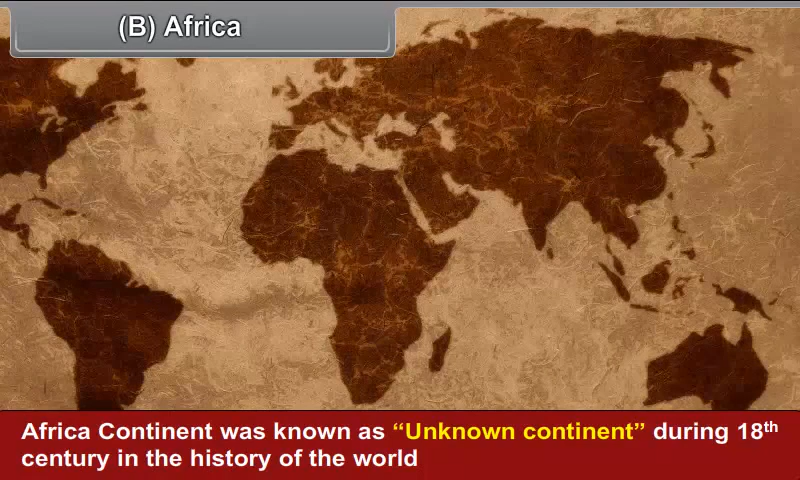 (B) Africa
Africa Continent was known as “Unknown continent” during 18th
century in the history of the world